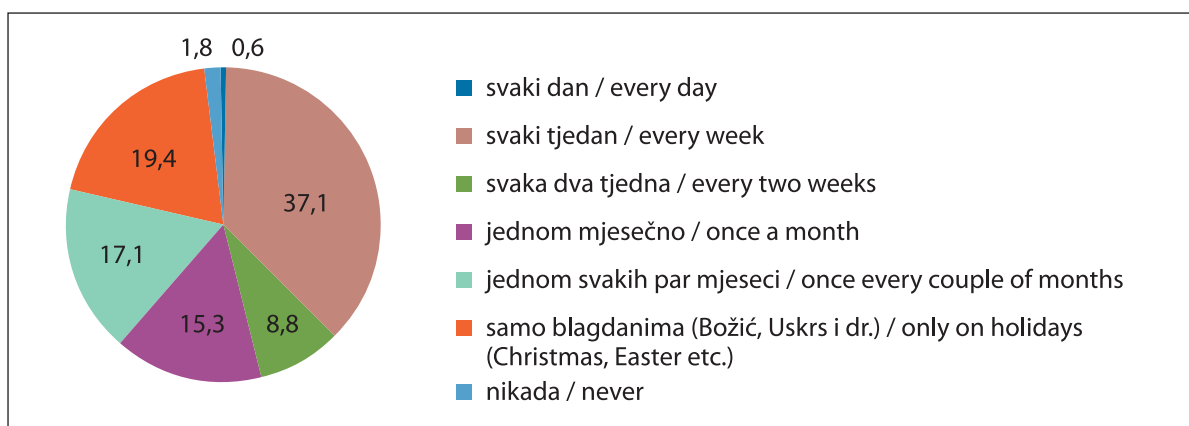 1,8 0,6
19,4
37,1
17,1
15,3
8,8
svaki dan / every day
svaki tjedan / every week
svaka dva tjedna / every two weeks
jednom mjesečno / once a month
jednom svakih par mjeseci / once every couple of months
samo blagdanima (Božić, Uskrs i dr.) / only on holidays
(Christmas, Easter etc.)
nikada / never